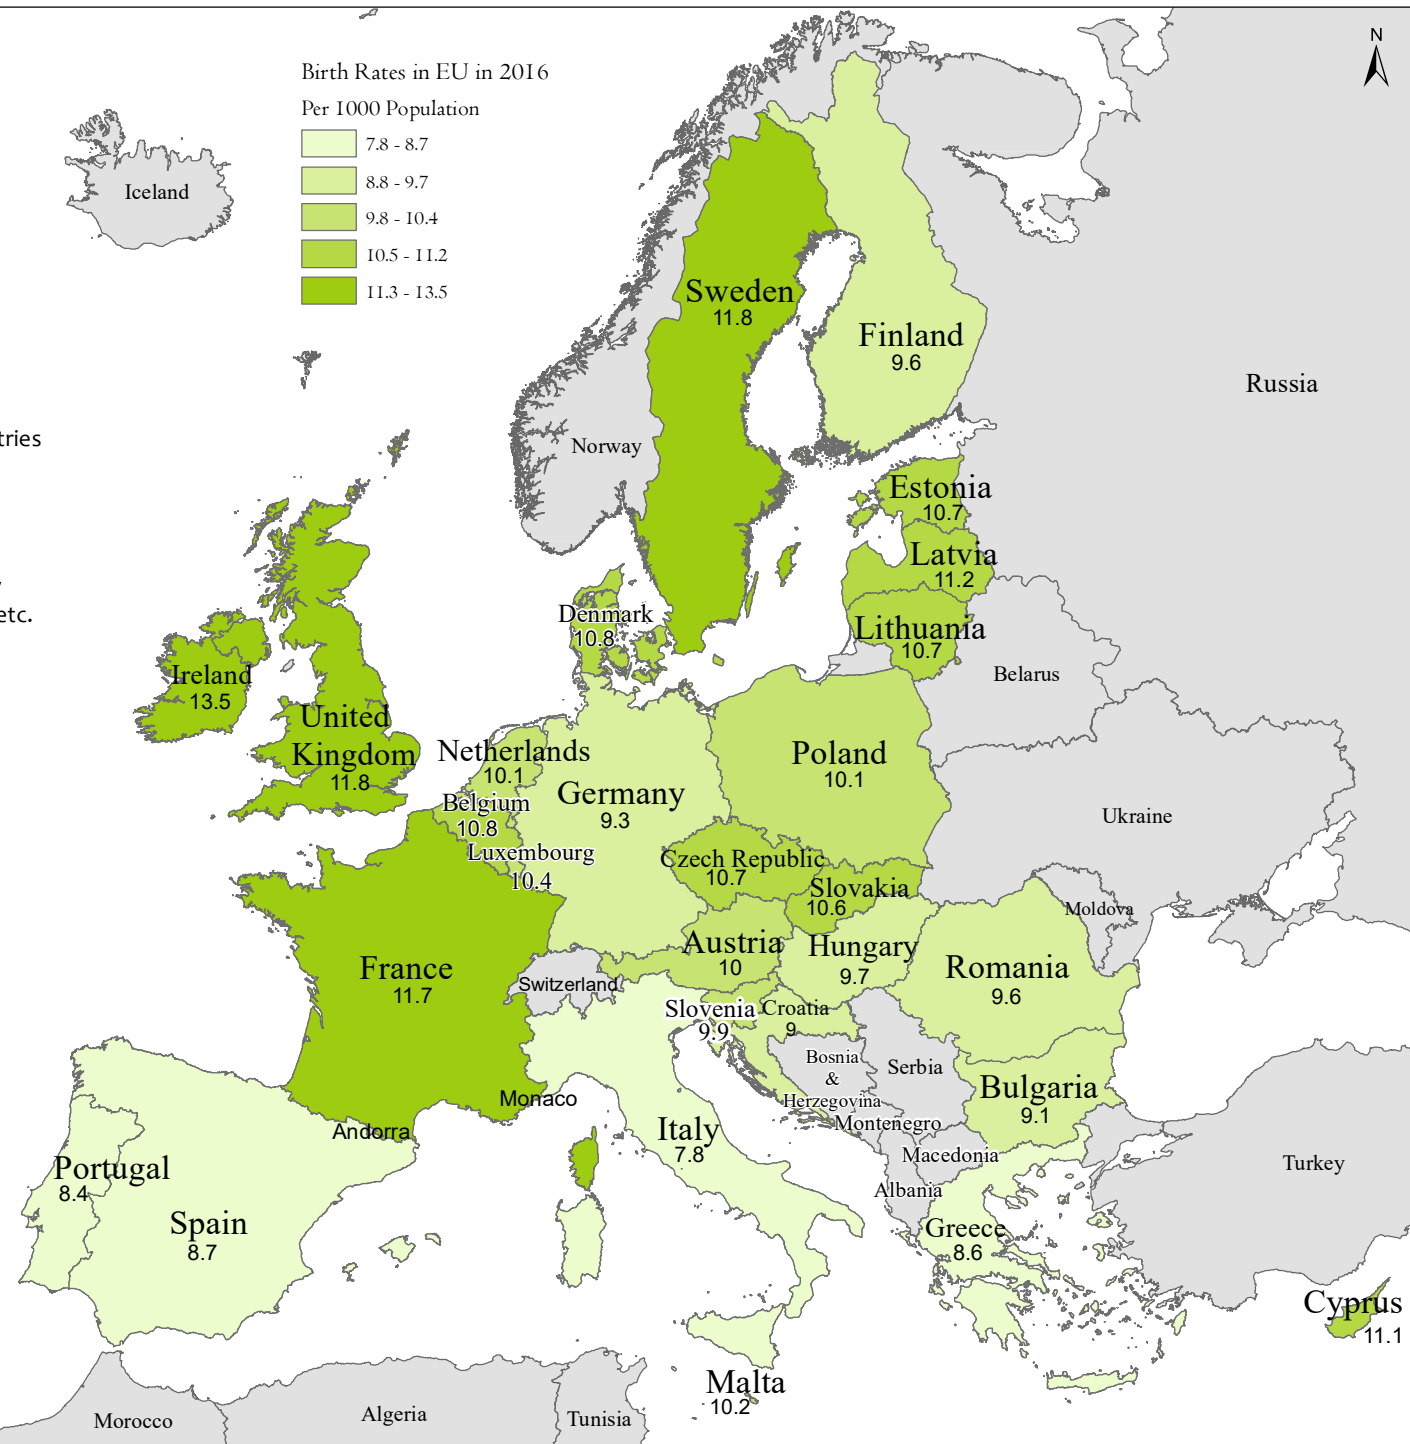 N
Birth Rates in EU in 2016
Per 1000 Population
7.8 - 8.7
8.8 - 9.7
9.8 - 10.4
10.5 - 11.2
11.3 - 13.5
Iceland
Sweden
11.8
Finland
9.6
Russia
tries
Norway
Estonia
10.7
Latvia
11.2
etc.
Denmark
10.8
Lithuania
10.7
Ireland
13.5
Belarus
United
Kingdom
11.8
Netherlands
10.1
Poland
10.1
Belgium
10.8
Germany
9.3
Ukraine
Luxembourg
10.4
Czech Republic
10.7
Slovakia
10.6
Moldova
Austria
10
Hungary
9.7
France
11.7
Switzerland
Romania
9.6
Slovenia
9.9
Croatia
9
Bosnia
&
Herzegovina
Serbia
Bulgaria
9.1
Monaco
Montenegro
Andorra
Italy
7.8
Macedonia
Turkey
Portugal
8.4
Albania
Spain
8.7
Greece
8.6
Cyprus
11.1
Malta
10.2
Morocco
Algeria
Tunisia